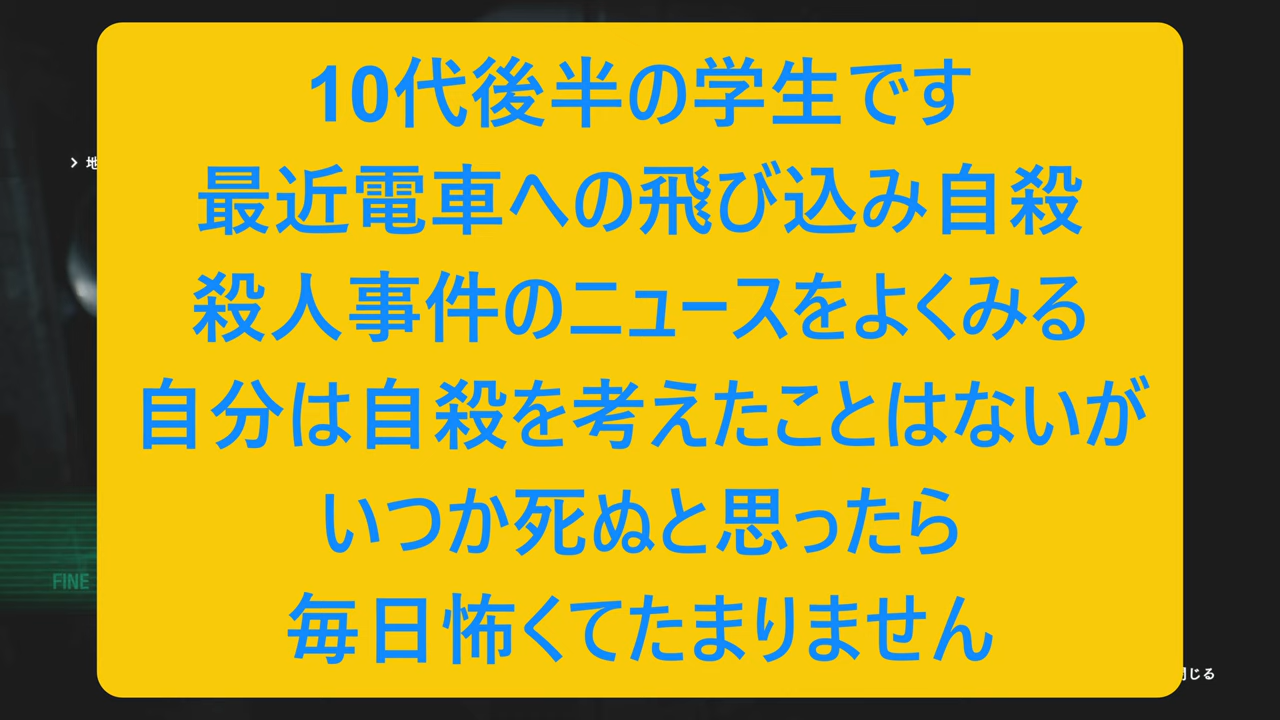 10代後半の学生です
最近電車への飛び込み自殺
> 地
殺人事件のニュースをよくみる
自分は自殺を考えたことはないが
いつか死ぬと思ったら
FINE
毎日怖くてたまりません
じる